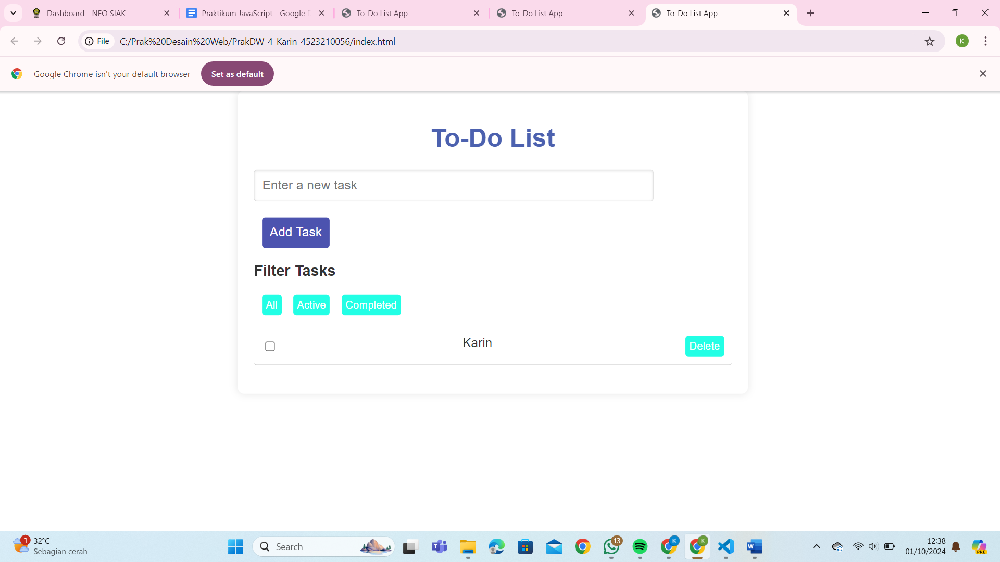 Dashboard - NEO SIAK
Praktikum JavaScript - Google
To-Do List App
To-Do List App
To-Do List App
File
C:/Prak%20Desain%20Web/PrakDW_4_Karin_4523210056/index.html
K
Google Chrome isn't your default browser
Set as default
To-Do List
Enter a new task
Add Task
Filter Tasks
All
Active
Completed
Karin
Delete
1
32°C
Sebagian cerah
Search
13
K
K
12:38
01/10/2024
PRE